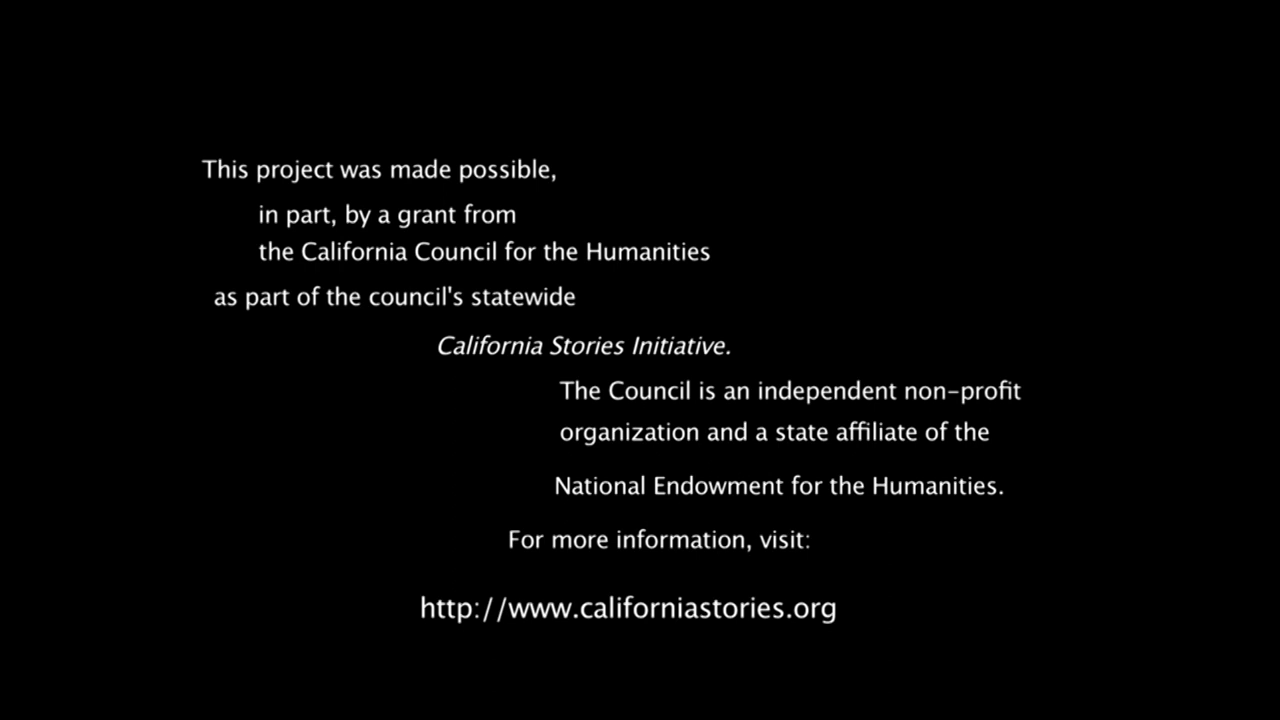 This project was made possible,
in part, by a grant from
the California Council for the Humanities
as part of the council's statewide
California Stories Initiative.
The Council is an independent non-profit
organization and a state affiliate of the
National Endowment for the Humanities.
For more information, visit:
http://www.californiastories.org